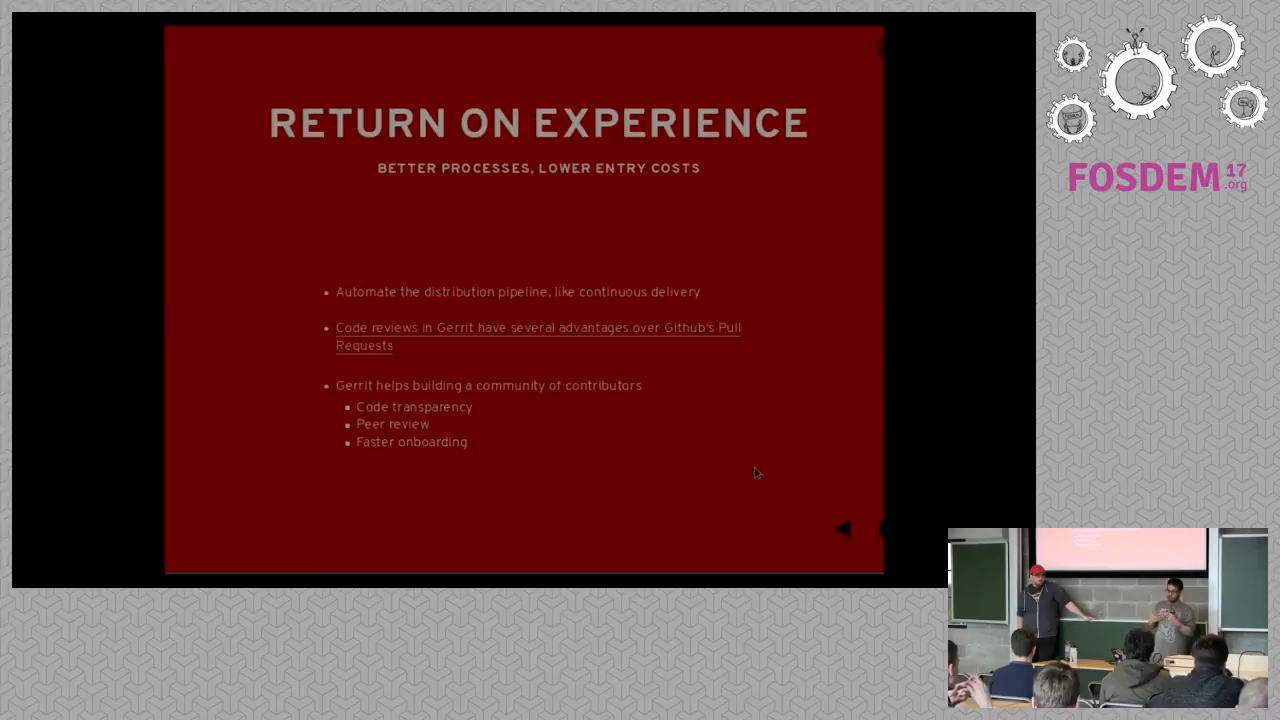 RETURN ON EXPERIENCE
BETTER PROCESSES, LOWER ENTRY COSTS
Automate the distribution pipeline, like continuous delivery
Code reviews in Gerrit have several advantages over Github's Pull
Requests
Gerrit helps building a community of contributors
Code transparency
Peer review
Faster onboarding
FOSDEM 17
.org